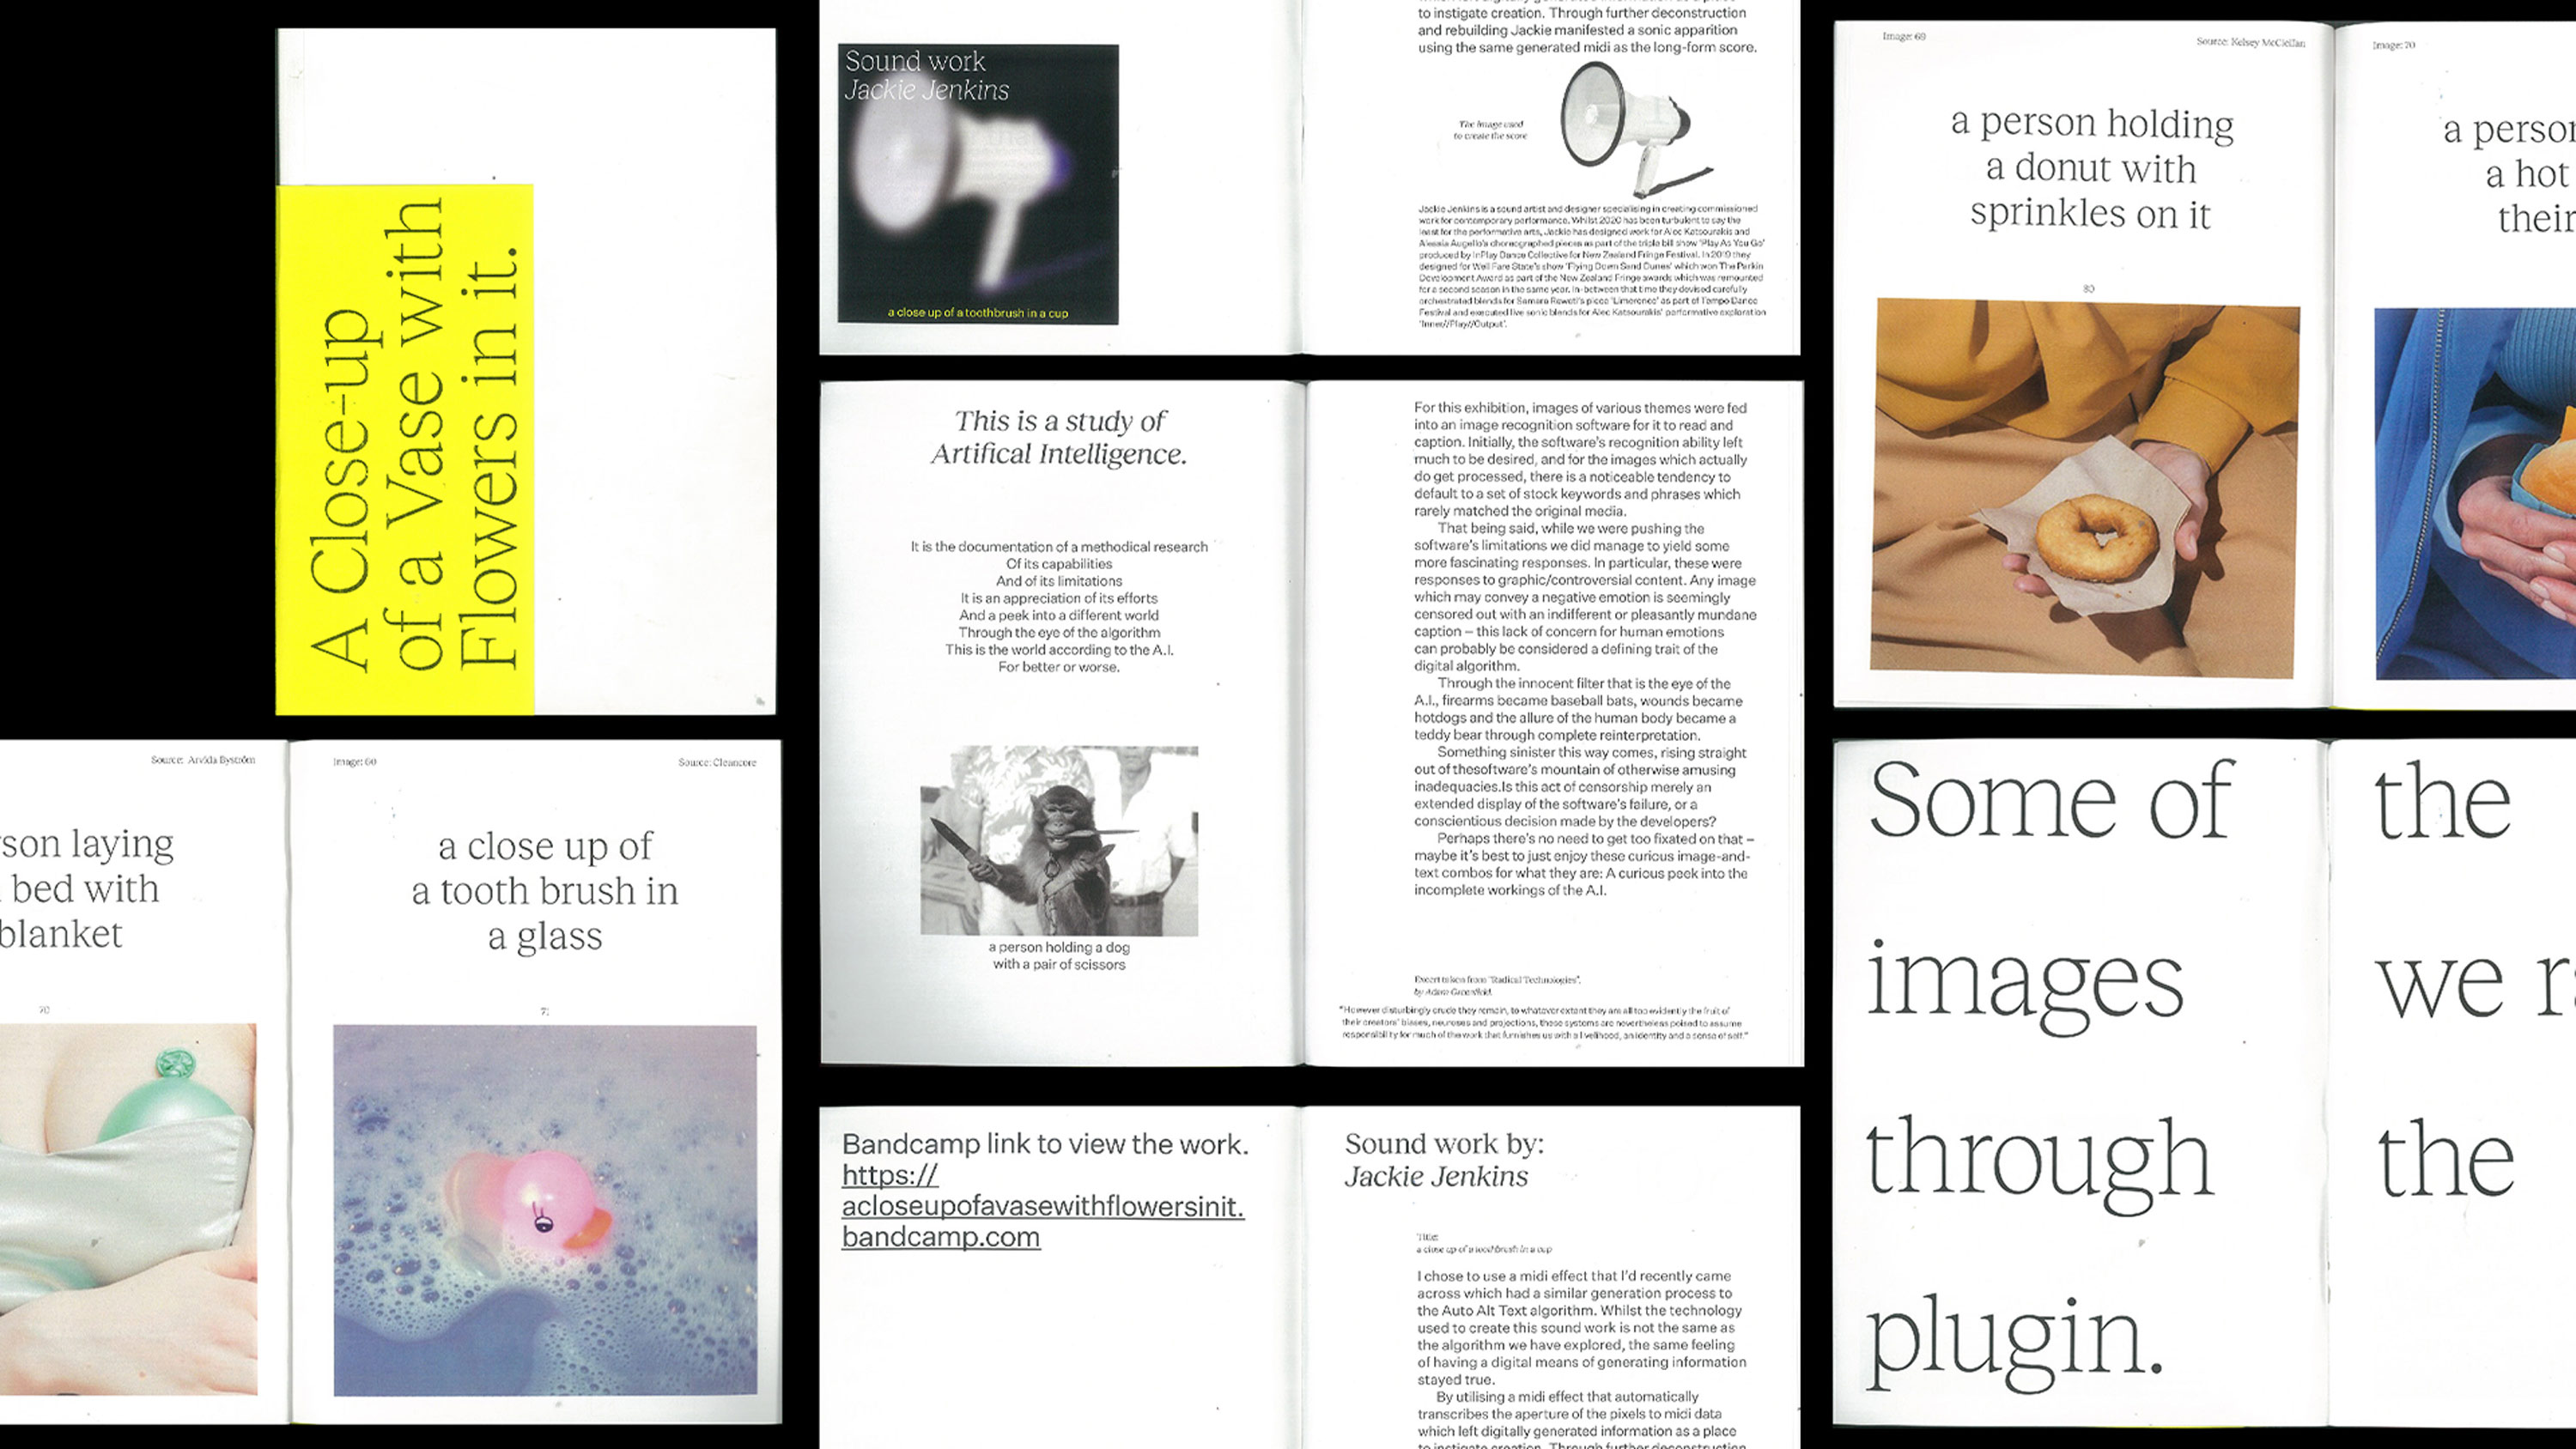 A Close-up
of a Vase with
Flowers in it.
Source: Arvida Byström
son laying
bed with
blanket
70
Image: 60
Source: Cleancore
a close up of
a tooth brush in
a glass
71
Sound work
Jackie Jenkins
a close up of a toothbrush in a cup
to instigate creation. Through further deconstruction
and rebuilding Jackie manifested a sonic apparition
using the same generated midi as the long-form score.
The image used
to create the score
Jackie Jenkins is a sound artist and designer specialising in creating commissioned
work for contemporary performance. Whilst 2020 has been turbulent to say the
least for the performative arts, Jackie has designed work for Alec Katsourakis and
Alessia Augello's choreographed pieces as part of the triple bill show 'Play As You Go'
produced by InPlay Dance Collective for New Zealand Fringe Festival. In 2019 they
designed for Well Fare State's show 'Flying Down Sand Dunes' which won The Parkin
Development Award as part of the New Zealand Fringe awards which was remounted
for a second season in the same year. In-between that time they devised carefully
orchestrated blends for Samara Reweti's piece 'Limerence' as part of Tempo Dance
Festival and executed live sonic blends for Alec Katsourakis' performative exploration
'Inner//Play//Output'.
This is a study of
Artifical Intelligence.
It is the documentation of a methodical research
Of its capabilities
And of its limitations
It is an appreciation of its efforts
And a peek into a different world
Through the eye of the algorithm
This is the world according to the A.I.
For better or worse.
a person holding a dog
with a pair of scissors
For this exhibition, images of various themes were fed
into an image recognition software for it to read and
caption. Initially, the software's recognition ability left
much to be desired, and for the images which actually
do get processed, there is a noticeable tendency to
default to a set of stock keywords and phrases which
rarely matched the original media.
That being said, while we were pushing the
software's limitations we did manage to yield some
more fascinating responses. In particular, these were
responses to graphic/controversial content. Any image
which may convey a negative emotion is seemingly
censored out with an indifferent or pleasantly mundane
caption – this lack of concern for human emotions
can probably be considered a defining trait of the
digital algorithm.
Through the innocent filter that is the eye of the
A.I., firearms became baseball bats, wounds became
hotdogs and the allure of the human body became a
teddy bear through complete reinterpretation.
Something sinister this way comes, rising straight
out of thesoftware's mountain of otherwise amusing
inadequacies.Is this act of censorship merely an
extended display of the software's failure, or a
conscientious decision made by the developers?
Perhaps there's no need to get too fixated on that –
maybe it's best to just enjoy these curious image-and-
text combos for what they are: A curious peek into the
incomplete workings of the A.I.
Excert taken from "Radical Technologies",
by Adam Greenfield.
"However disturbingly crude they remain, to whatever extent they are all too evidently the fruit of
their creators' biases, neuroses and projections, these systems are nevertheless poised to assume
responsibility for much of the work that furnishes us with a livelihood, an identity and a sense of self."
Bandcamp link to view the work.
https://
acloseupofavasewithflowersinit.
bandcamp.com
Sound work by:
Jackie Jenkins
Title:
a close up of a toothbrush in a cup
I chose to use a midi effect that I'd recently came
across which had a similar generation process to
the Auto Alt Text algorithm. Whilst the technology
used to create this sound work is not the same as
the algorithm we have explored, the same feeling
of having a digital means of generating information
stayed true.
By utilising a midi effect that automatically
transcribes the aperture of the pixels to midi data
which left digitally generated information as a place
to instigate creation. Through further deconstruction
Image: 69
Source: Kelsey McClellan
a person holding
a donut with
sprinkles on it
80
Image: 70
a person
a hot
their
Some of
images
through
plugin.
the
we
the